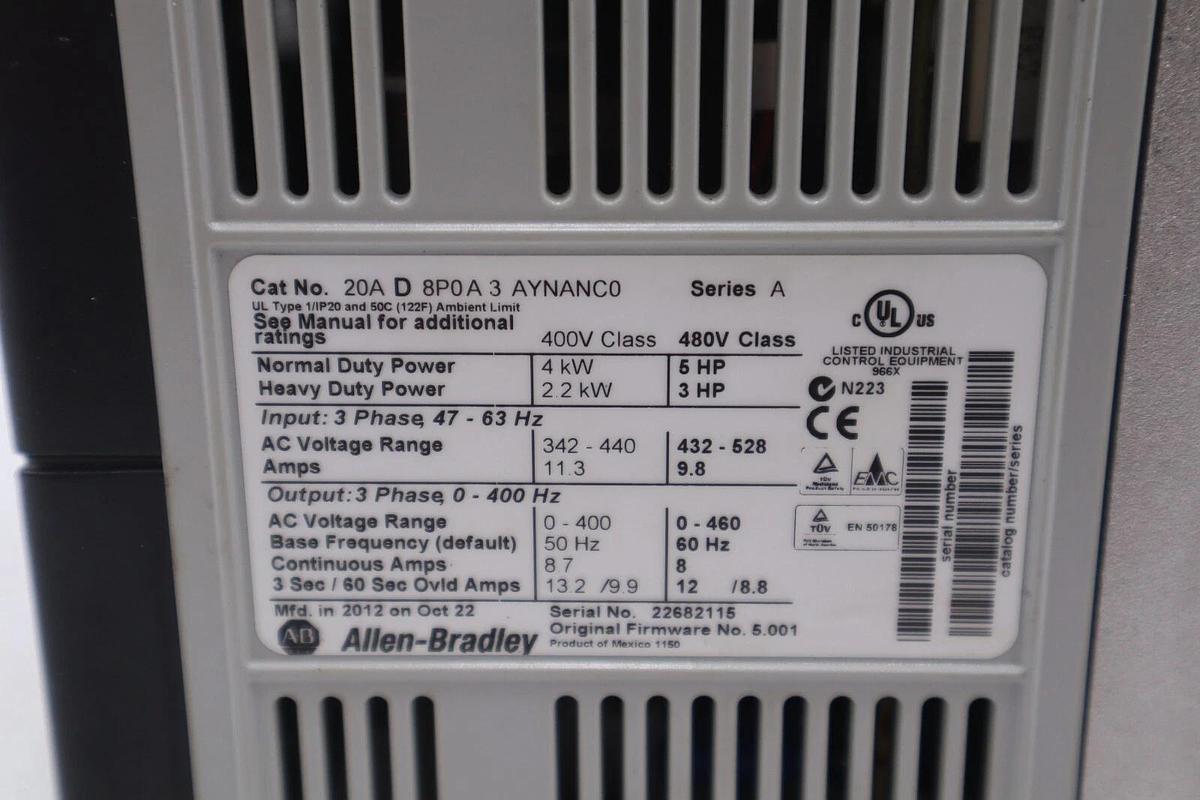 Cat No. 20A D 8P0 A 3 AYNANC0 Series A
UL Type 1/IP20 and 50C (122F) Ambient Limit
See Manual for additional
ratings
400V Class 480V Class
Normal Duty Power 4 kW 5 HP
Heavy Duty Power 2.2 kW 3 HP
Input: 3 Phase, 47 - 63 Hz
AC Voltage Range 342 - 440 432 - 528
Amps 11.3 9.8
Output: 3 Phase, 0 - 400 Hz
AC Voltage Range 0 - 400 0 - 460
Base Frequency (default) 50 Hz 60 Hz
Continuous Amps 8 7 8
3 Sec / 60 Sec Ovld Amps 13.2 /9.9 12 /8.8
Mfd. in 2012 on Oct 22
Serial No. 22682115
Original Firmware No. 5.001
Product of Mexico 1150
AB Allen-Bradley
C UL US
LISTED INDUSTRIAL
CONTROL EQUIPMENT
966X
N223
CE
TÜV
EMC
TÜV
EN 50178
serial number
catalog number/series